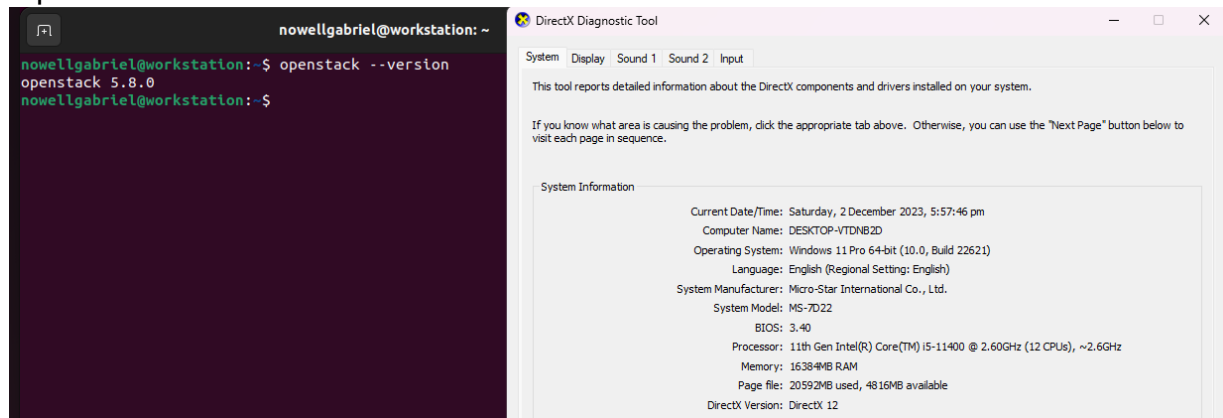 nowellgabriel@workstation: ~
nowellgabriel@workstation:~$ openstack --version
openstack 5.8.0
nowellgabriel@workstation:~$
DirectX Diagnostic Tool
System Display Sound 1 Sound 2 Input
This tool reports detailed information about the DirectX components and drivers installed on your system.
If you know what area is causing the problem, click the appropriate tab above. Otherwise, you can use the "Next Page" button below to
visit each page in sequence.
System Information
Current Date/Time: Saturday, 2 December 2023, 5:57:46 pm
Computer Name: DESKTOP-VTDNB2D
Operating System: Windows 11 Pro 64-bit (10.0, Build 22621)
Language: English (Regional Setting: English)
System Manufacturer: Micro-Star International Co., Ltd.
System Model: MS-7D22
BIOS: 3.40
Processor: 11th Gen Intel(R) Core(TM) i5-11400 @ 2.60GHz (12 CPUs), ~2.6GHz
Memory: 16384MB RAM
Page file: 20592MB used, 4816MB available
DirectX Version: DirectX 12